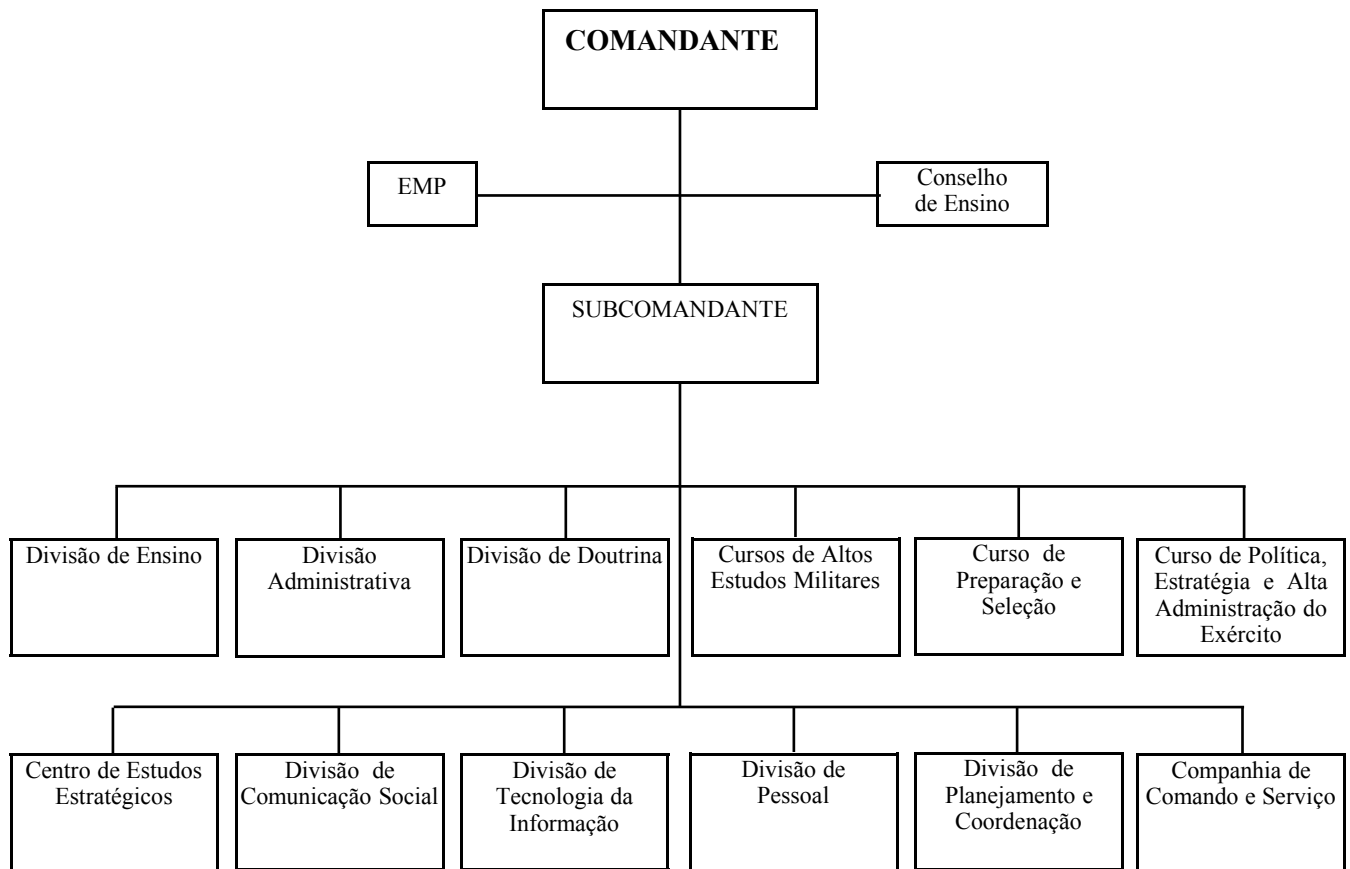 COMANDANTE
EMP
Conselho
de Ensino
SUBCOMANDANTE
Divisão de Ensino
Divisão
Administrativa
Divisão de Doutrina
Cursos de Altos
Estudos Militares
Curso de
Preparação e
Seleção
Curso de Política,
Estratégia e Alta
Administração do
Exército
Centro de Estudos
Estratégicos
Divisão de
Comunicação Social
Divisão de
Tecnologia da
Informação
Divisão de
Pessoal
Divisão de
Planejamento e
Coordenação
Companhia de
Comando e Serviço